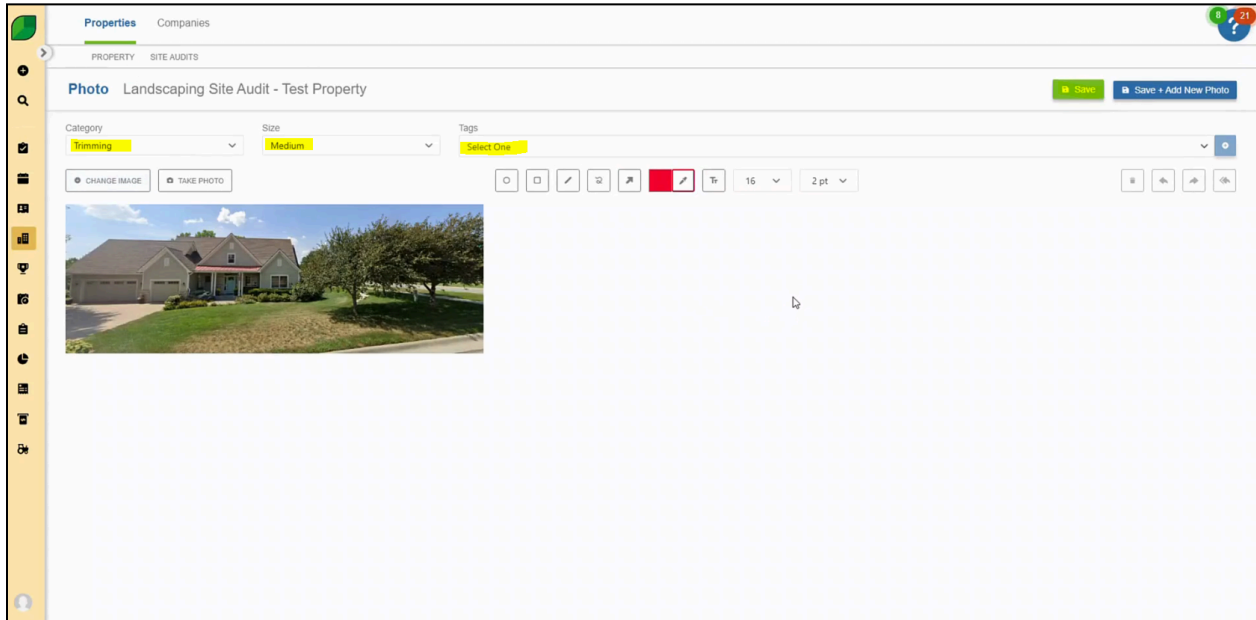 Properties Companies
8 21
?
PROPERTY SITE AUDITS
Photo Landscaping Site Audit - Test Property
Save Save + Add New Photo
Category Size Tags
Trimming Medium Select One
CHANGE IMAGE TAKE PHOTO Tт 16 2 pt